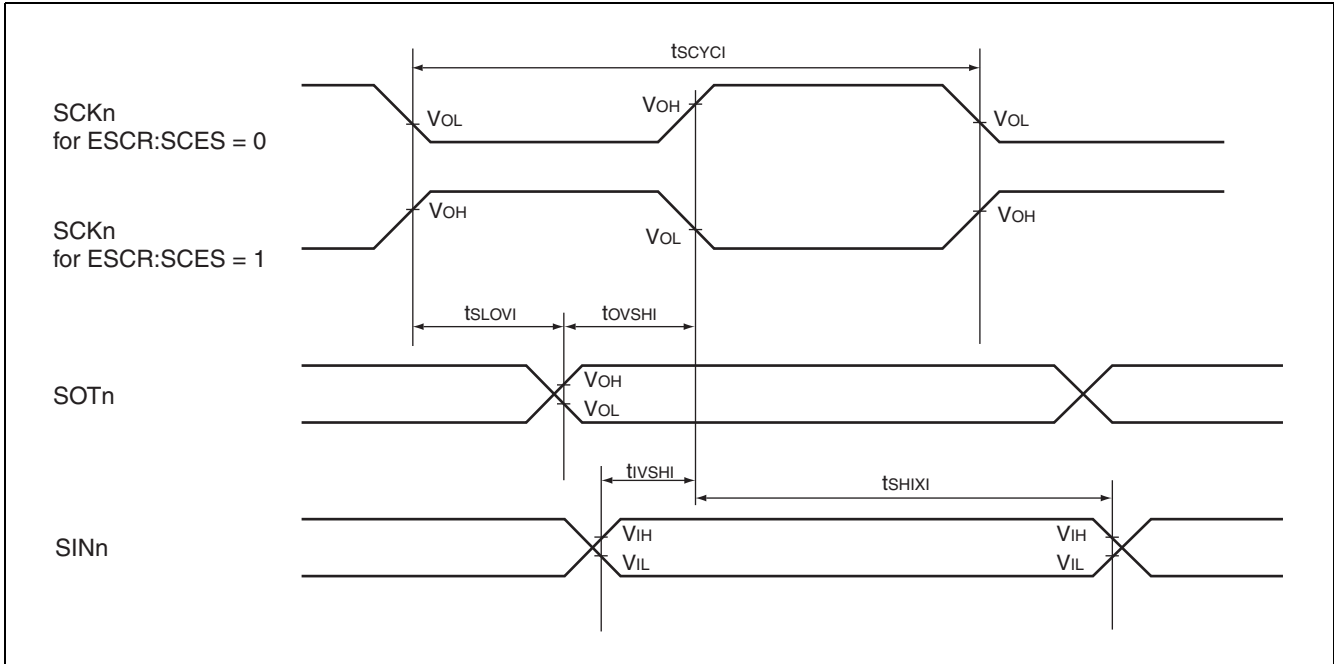 tSCYCI
SCKn
for ESCR:SCES = 0
VOL
VOH
VOL
SCKn
for ESCR:SCES = 1
VOH
VOL
VOH
tSLOVI
tOVSHI
SOTn
VOH
VOL
tIVSHI
tSHIXI
SINn
VIH
VIL
VIH
VIL